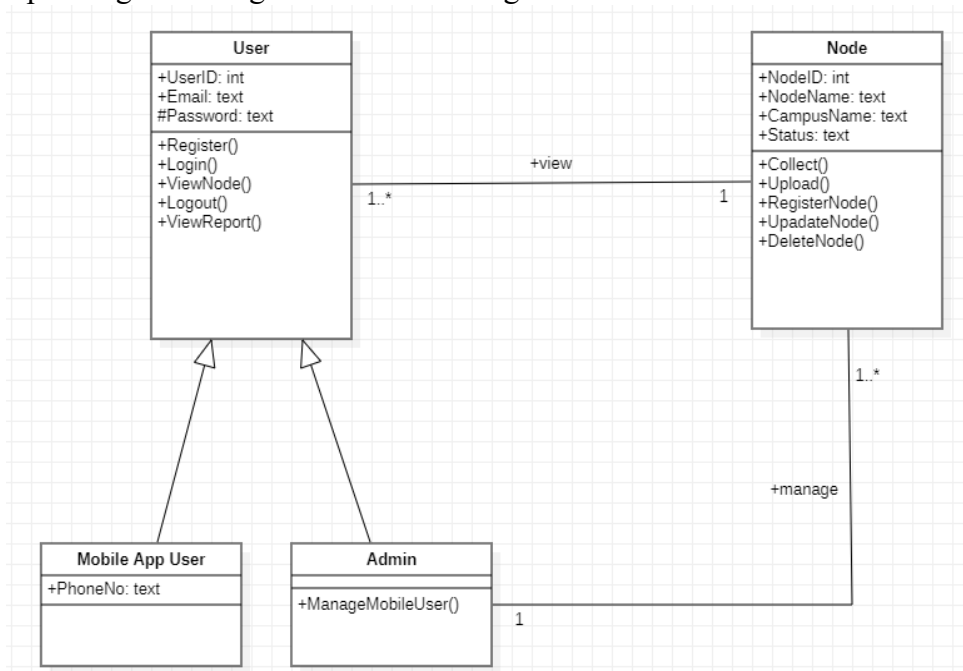 User
+UserID: int
+Email: text
#Password: text
+Register()
+Login()
+ViewNode()
+Logout()
+ViewReport()
+view
1..*
1
Node
+NodeID: int
+NodeName: text
+CampusName: text
+Status: text
+Collect()
+Upload()
+RegisterNode()
+UpadateNode()
+DeleteNode()
1..*
+manage
Mobile App User
+PhoneNo: text
Admin
+ManageMobileUser()
1